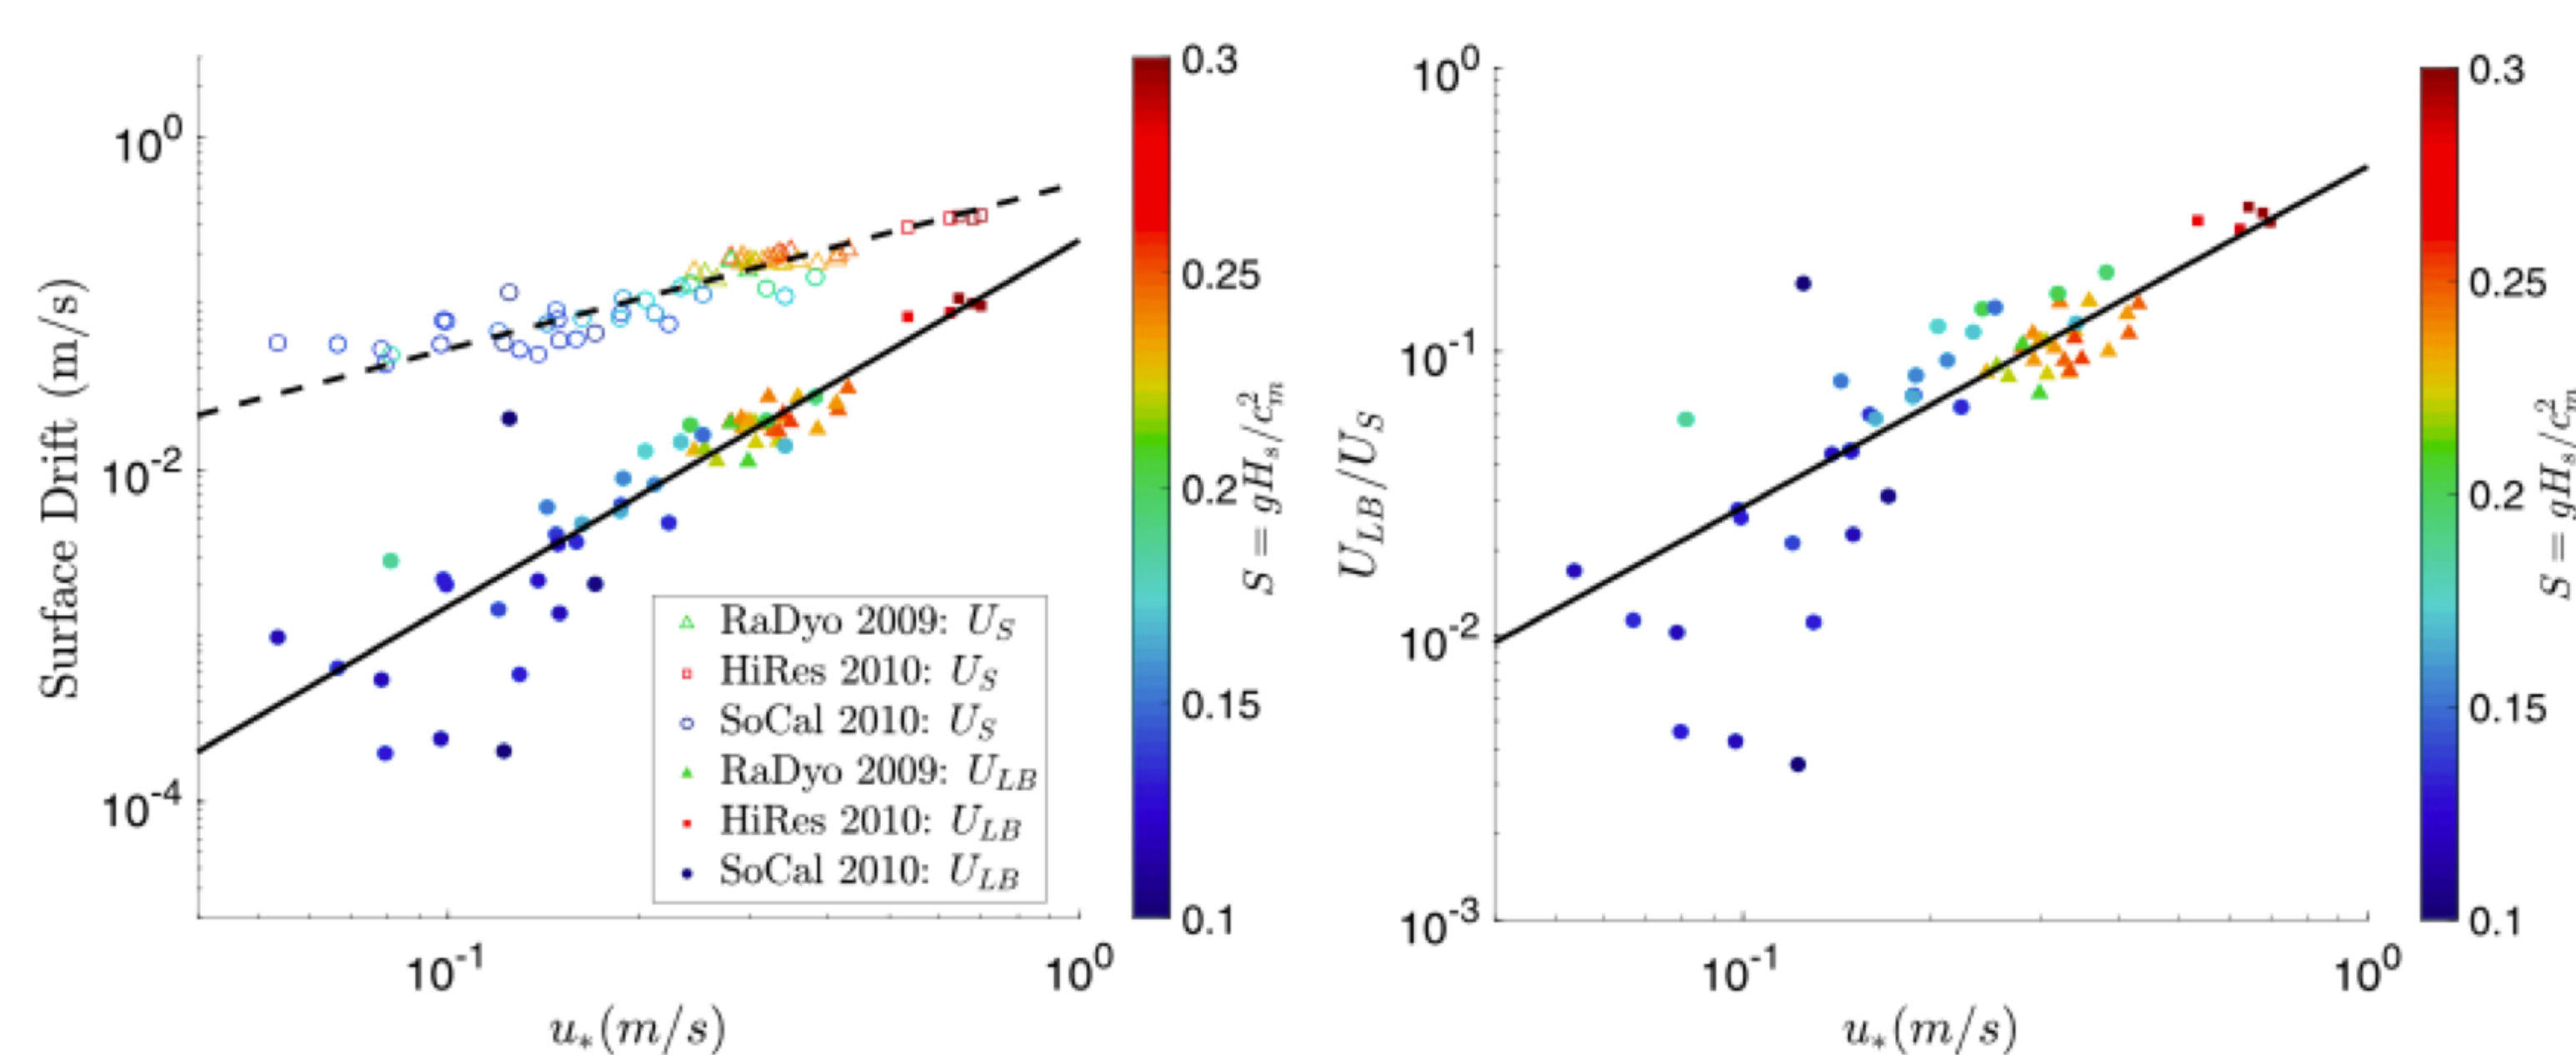 Surface Drift (m/s)
10^0
10^-2
10^-4
10^-1
10^0
u_*(m/s)
RaDyo 2009: U_S
HiRes 2010: U_S
SoCal 2010: U_S
RaDyo 2009: U_LB
HiRes 2010: U_LB
SoCal 2010: U_LB
0.3
0.25
0.2
0.15
0.1
S = gH_s/c_m^2
U_LB/U_S
10^0
10^-1
10^-2
10^-3
10^-1
10^0
u_*(m/s)
0.3
0.25
0.2
0.15
0.1
S = gH_s/c_m^2